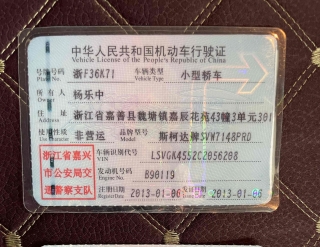 中华人民共和国机动车行驶证
Vehicle License of the People's Republic of China
号牌号码 浙F36K71 车辆类型 小型轿车
Plate No. Vehicle Type
所有人 杨乐中
Owner
住址 浙江省嘉善县魏塘镇嘉辰花苑43幢3单元301
Address
使用性质 非营运 品牌型号 斯柯达牌SVW7148PRD
Use Character Model
浙江省嘉兴
市公安局交
通警察支队
车辆识别代号 LSVGK4552C2056208
VIN
发动机号码 B90119
Engine No.
注册日期 2013-01-06 发证日期 2013-01-06
Register Date Issue Date